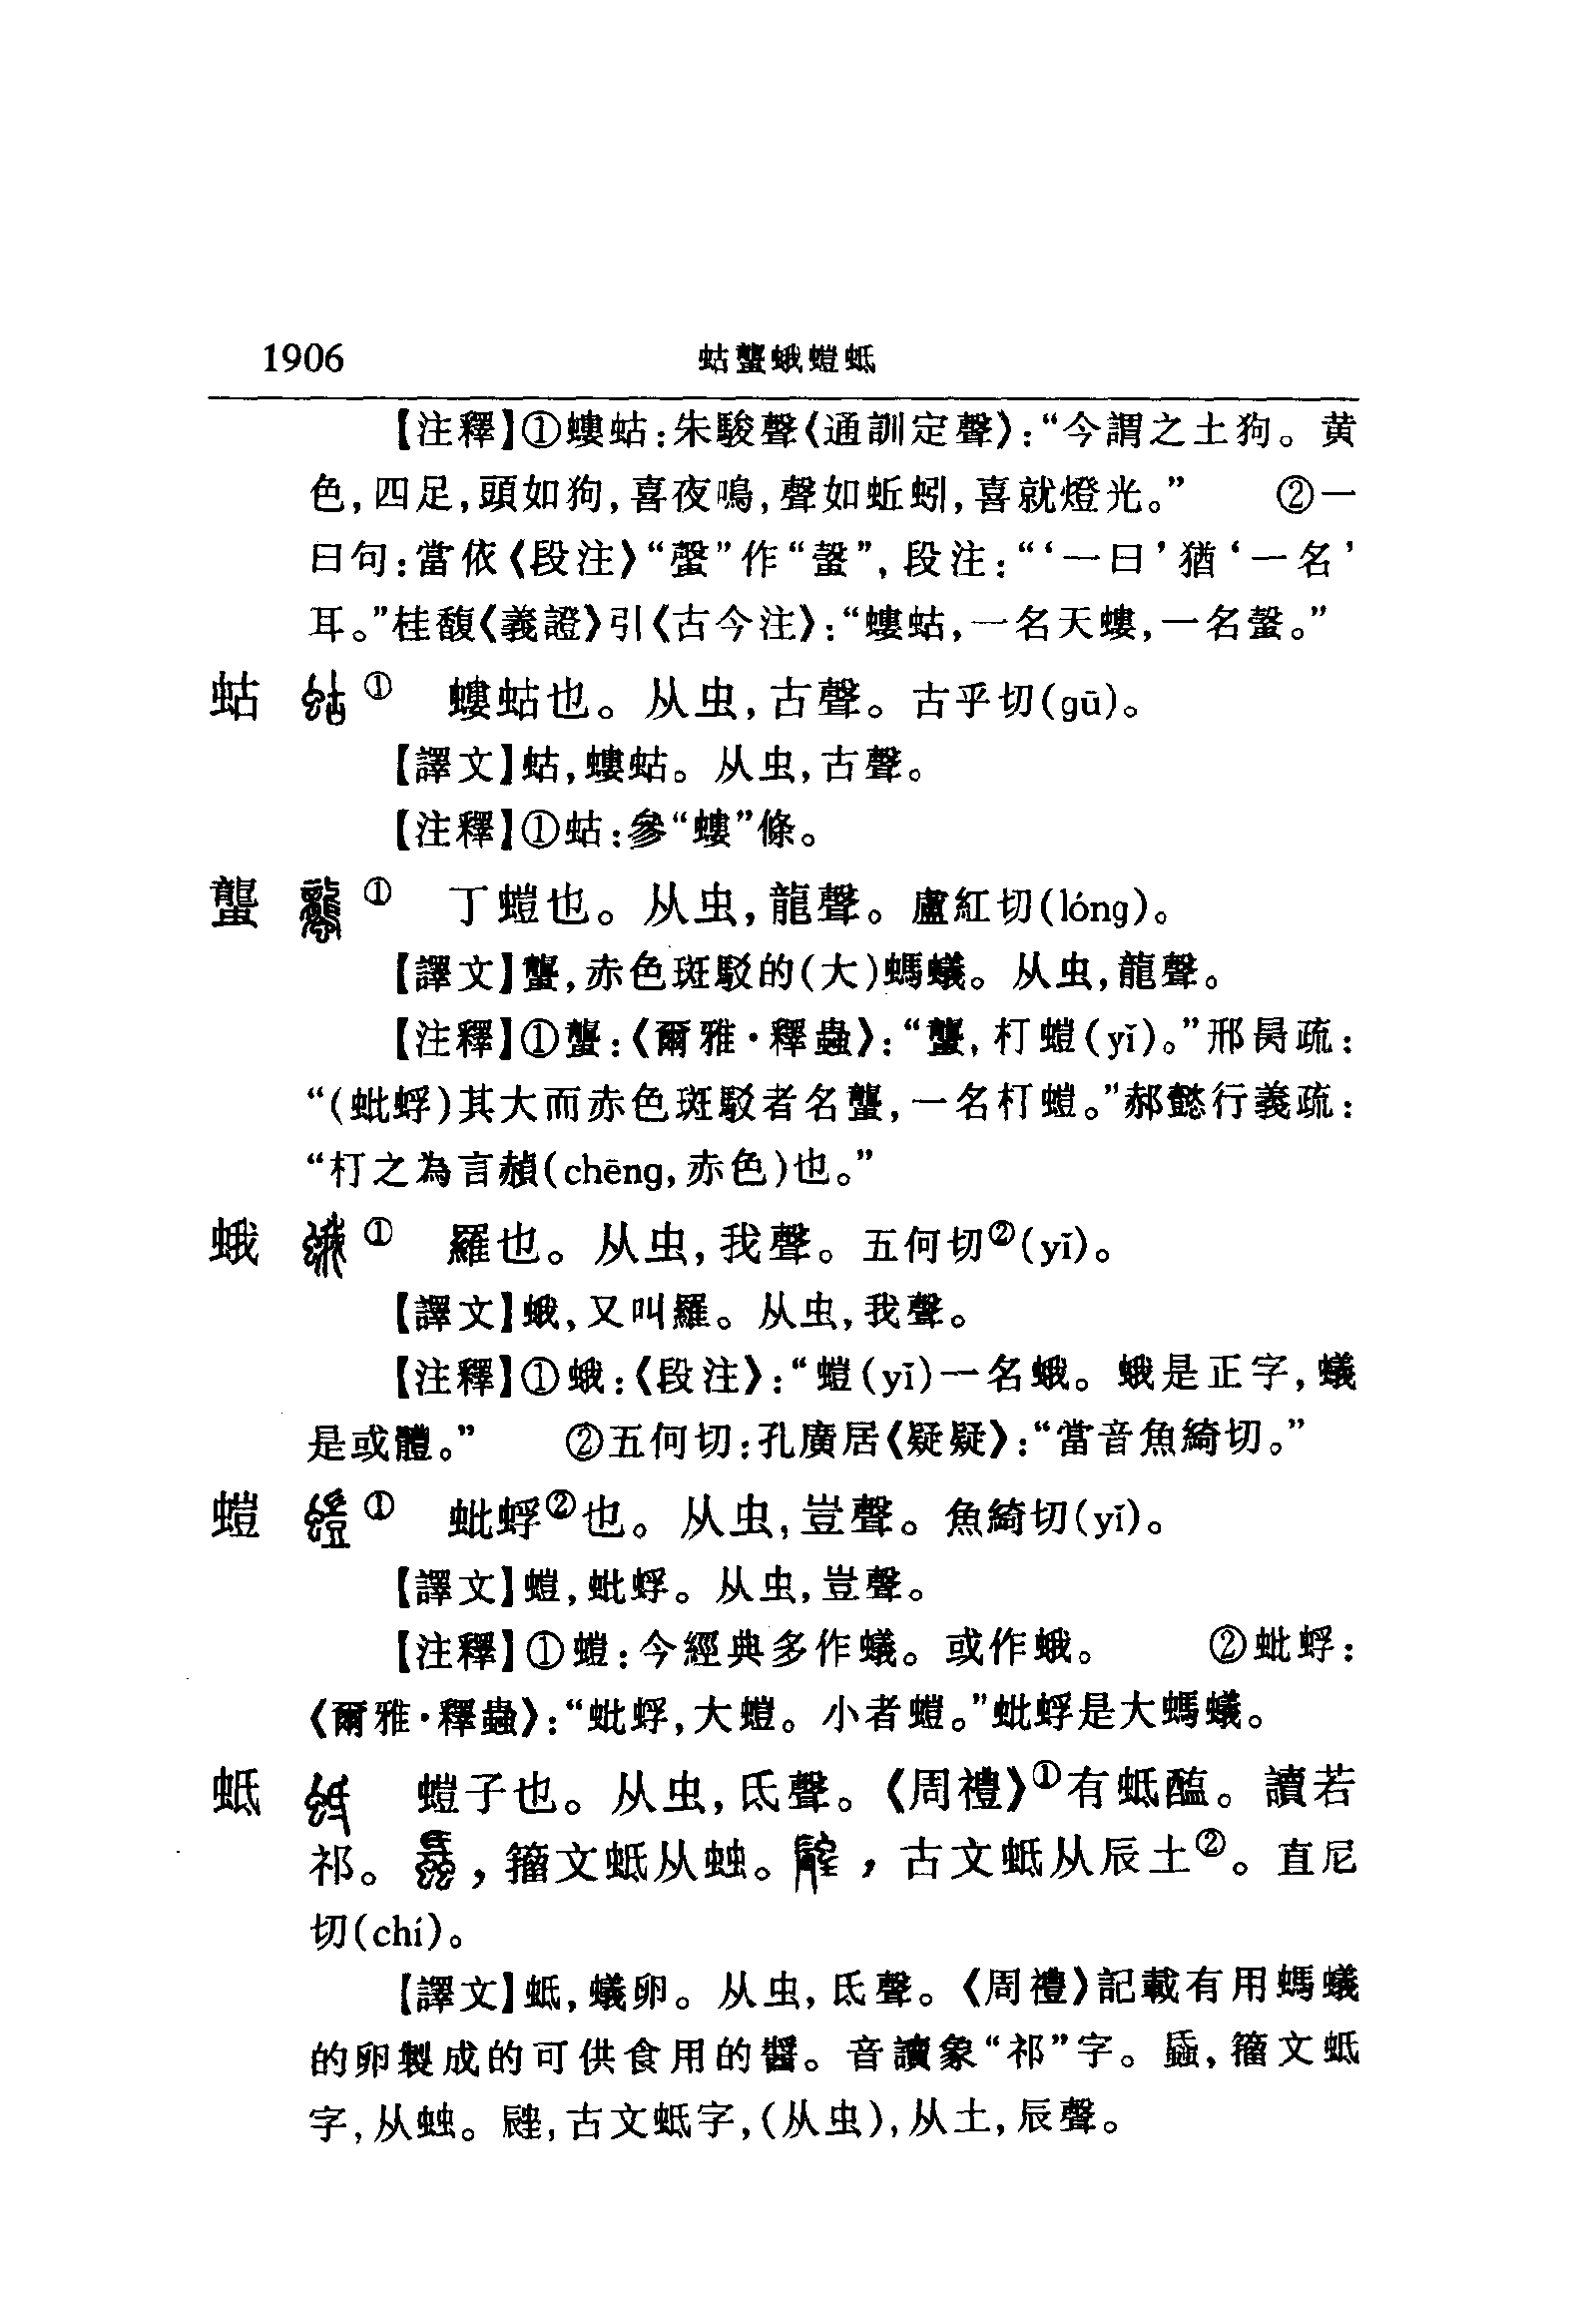 1906 蛄蠪蛾螘蚳
【注釋】①螻蛄:朱駿聲《通訓定聲》:“今謂之土狗。黄
色,四足,頭如狗,喜夜鳴,聲如蚯蚓,喜就燈光。” ②一
曰句:當依《段注》“䗤”作“螜”,段注:“‘一曰’猶‘一名’
耳。”桂馥《義證》引《古今注》:“螻蛄,一名天螻,一名螜。”
蛄 ① 螻蛄也。从虫,古聲。古乎切(gū)。
【譯文】蛄,螻蛄。从虫,古聲。
【注釋】①蛄:參“螻”條。
蠪 ① 丁螘也。从虫,龍聲。盧紅切(lóng)。
【譯文】蠪,赤色斑駁的(大)螞蟻。从虫,龍聲。
【注釋】①蠪:《爾雅·釋蟲》:“蠪,朾螘(yǐ)。”邢昺疏:
“(蚍蜉)其大而赤色斑駁者名蠪,一名朾螘。”郝懿行義疏:
“朾之為言赬(chēng,赤色)也。”
蛾 ① 羅也。从虫,我聲。五何切②(yǐ)。
【譯文】蛾,又叫羅。从虫,我聲。
【注釋】①蛾:《段注》:“螘(yǐ)一名蛾。蛾是正字,蟻
是或體。” ②五何切:孔廣居《疑疑》:“當音魚綺切。”
螘 ① 蚍蜉②也。从虫,豈聲。魚綺切(yǐ)。
【譯文】螘,蚍蜉。从虫,豈聲。
【注釋】①螘:今經典多作蟻。或作蛾。 ②蚍蜉:
《爾雅·釋蟲》:“蚍蜉,大螘。小者螘。”蚍蜉是大螞蟻。
蚳 螘子也。从虫,氐聲。《周禮》①有蚳醢。讀若
祁。 ,籀文蚳从䖵。 ,古文蚳从辰土②。直尼
切(chí)。
【譯文】蚳,蟻卵。从虫,氐聲。《周禮》記載有用螞蟻
的卵製成的可供食用的醬。音讀象“祁”字。䘐,籀文蚳
字,从䖵。𡑞,古文蚳字,(从虫),从土,辰聲。